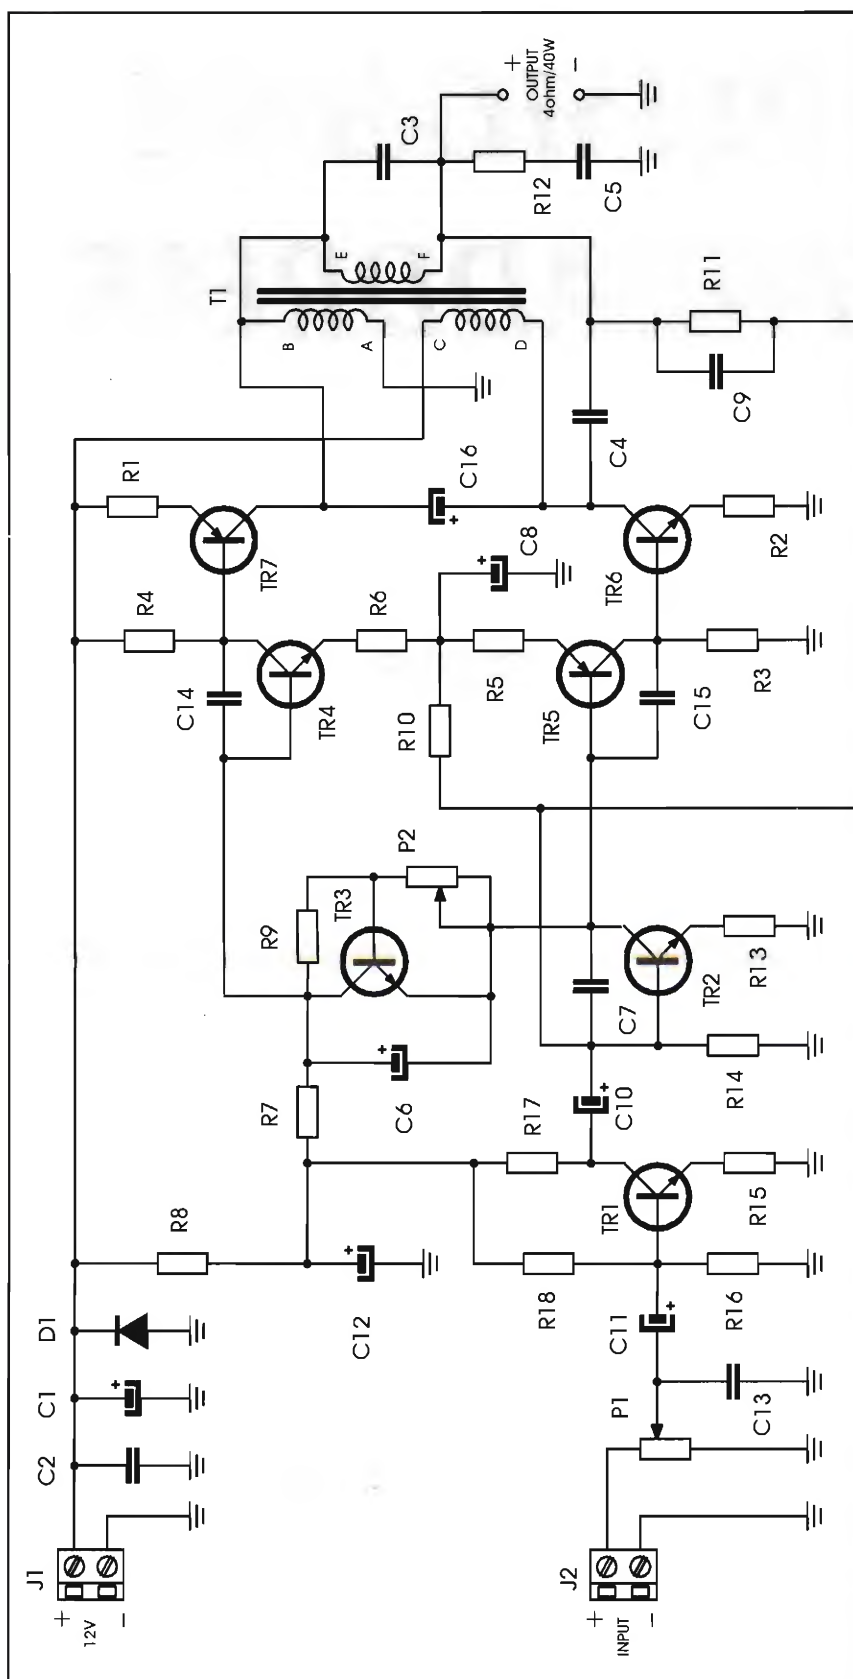 C3
+
OUTPUT
4ohm/40W
−
R12
C5
T1
E
F
B
A
C
D
R11
C9
R1
C16
+
C4
TR7
C8
+
R2
R4
R6
TR6
C14
TR4
R5
R3
R10
TR5
C15
P2
TR3
R9
R13
C7
TR2
+
R7
C6
R17
C10
+
R14
R8
TR1
R15
+
C12
R18
R16
D1
C11
+
P1
C13
C1
+
C2
J1
+
12V
−
J2
+
INPUT
−